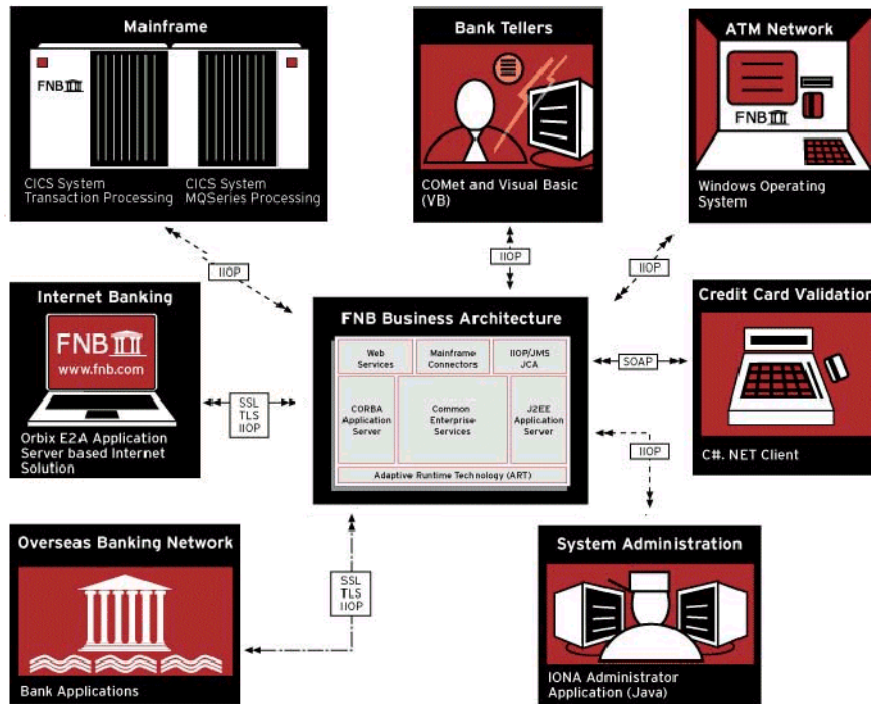 Mainframe
FNB
CICS System
Transaction Processing
CICS System
MQSeries Processing
Bank Tellers
COMet and Visual Basic
(VB)
ATM Network
FNB
Windows Operating
System
IIOP
IIOP
IIOP
Internet Banking
FNB
www.fnb.com
Orbix E2A Application
Server based Internet
Solution
SSL
TLS
IIOP
FNB Business Architecture
Web
Services
Mainframe
Connectors
IIOP/JMS
JCA
CORBA
Application
Server
Common
Enterprise-
Services
J2EE
Application
Server
Adaptive Runtime Technology (ART)
SOAP
Credit Card Validation
C#. NET Client
IIOP
Overseas Banking Network
Bank Applications
SSL
TLS
IIOP
System Administration
IONA Administrator
Application (Java)